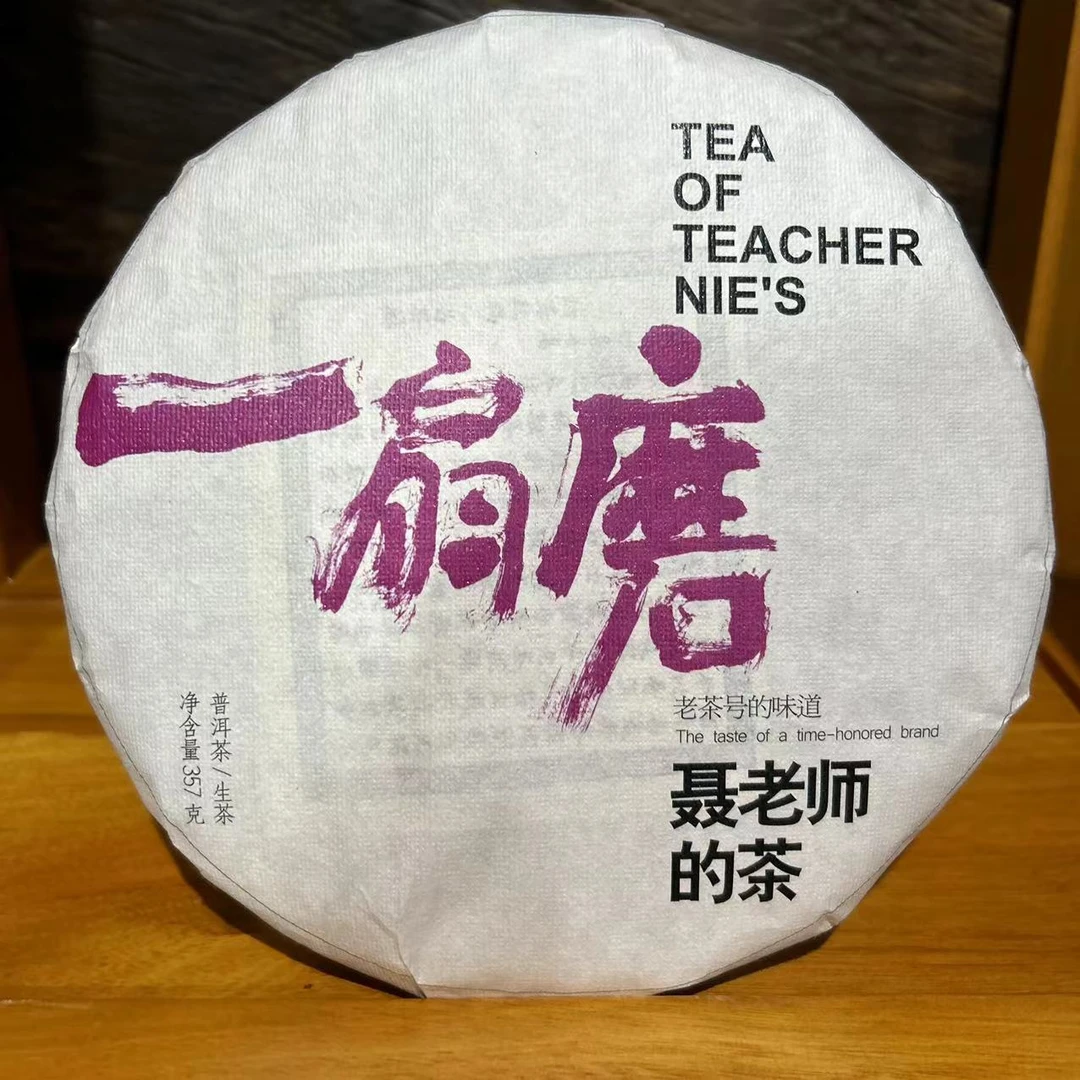 TEA
OF
TEACHER
NIE'S
一扇磨
老茶号的味道
The taste of a time-honored brand
聂老师
的茶
普洱茶/生茶
净含量357克